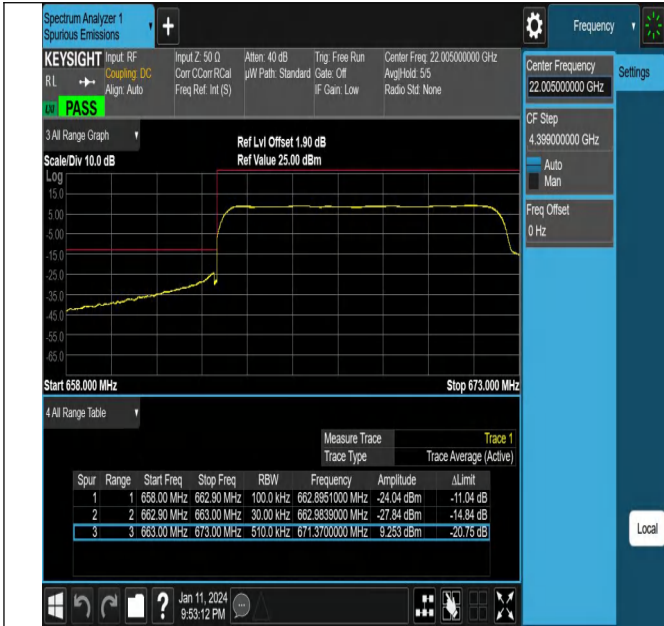 Spectrum Analyzer 1
Spurious Emissions
+
Frequency
KEYSIGHT
RL
PASS
Input: RF
Coupling: DC
Align: Auto
Input Z: 50 Ω
Corr CCorr RCal
Freq Ref: Int (S)
Atten: 40 dB
µW Path: Standard
Trig: Free Run
Gate: Off
IF Gain: Low
Center Freq: 22.005000000 GHz
Avg|Hold: 5/5
Radio Std: None
Center Frequency
22.005000000 GHz
Settings
CF Step
4.399000000 GHz
Auto
Man
Freq Offset
0 Hz
Local
3 All Range Graph
Scale/Div 10.0 dB
Ref Lvl Offset 1.90 dB
Ref Value 25.00 dBm
Log
15.0
5.00
-5.00
-15.0
-25.0
-35.0
-45.0
-55.0
-65.0
Start 658.000 MHz
Stop 673.000 MHz
4 All Range Table
Measure Trace Trace 1
Trace Type Trace Average (Active)
Spur Range Start Freq Stop Freq RBW Frequency Amplitude ΔLimit
1 1 658.00 MHz 662.90 MHz 100.0 kHz 662.8951000 MHz -24.04 dBm -11.04 dB
2 2 662.90 MHz 663.00 MHz 30.00 kHz 662.9839000 MHz -27.84 dBm -14.84 dB
3 3 663.00 MHz 673.00 MHz 510.0 kHz 671.3700000 MHz 9.253 dBm -20.75 dB
?
Jan 11, 2024
9:53:12 PM